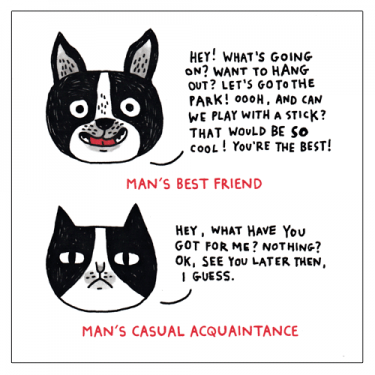 HEY! WHAT'S GOING
ON? WANT TO HANG
OUT? LET'S GO TO THE
PARK! OOOH, AND CAN
WE PLAY WITH A STICK?
THAT WOULD BE SO
COOL! YOU'RE THE BEST!
MAN'S BEST FRIEND
HEY, WHAT HAVE YOU
GOT FOR ME? NOTHING?
OK, SEE YOU LATER THEN,
I GUESS.
MAN'S CASUAL ACQUAINTANCE